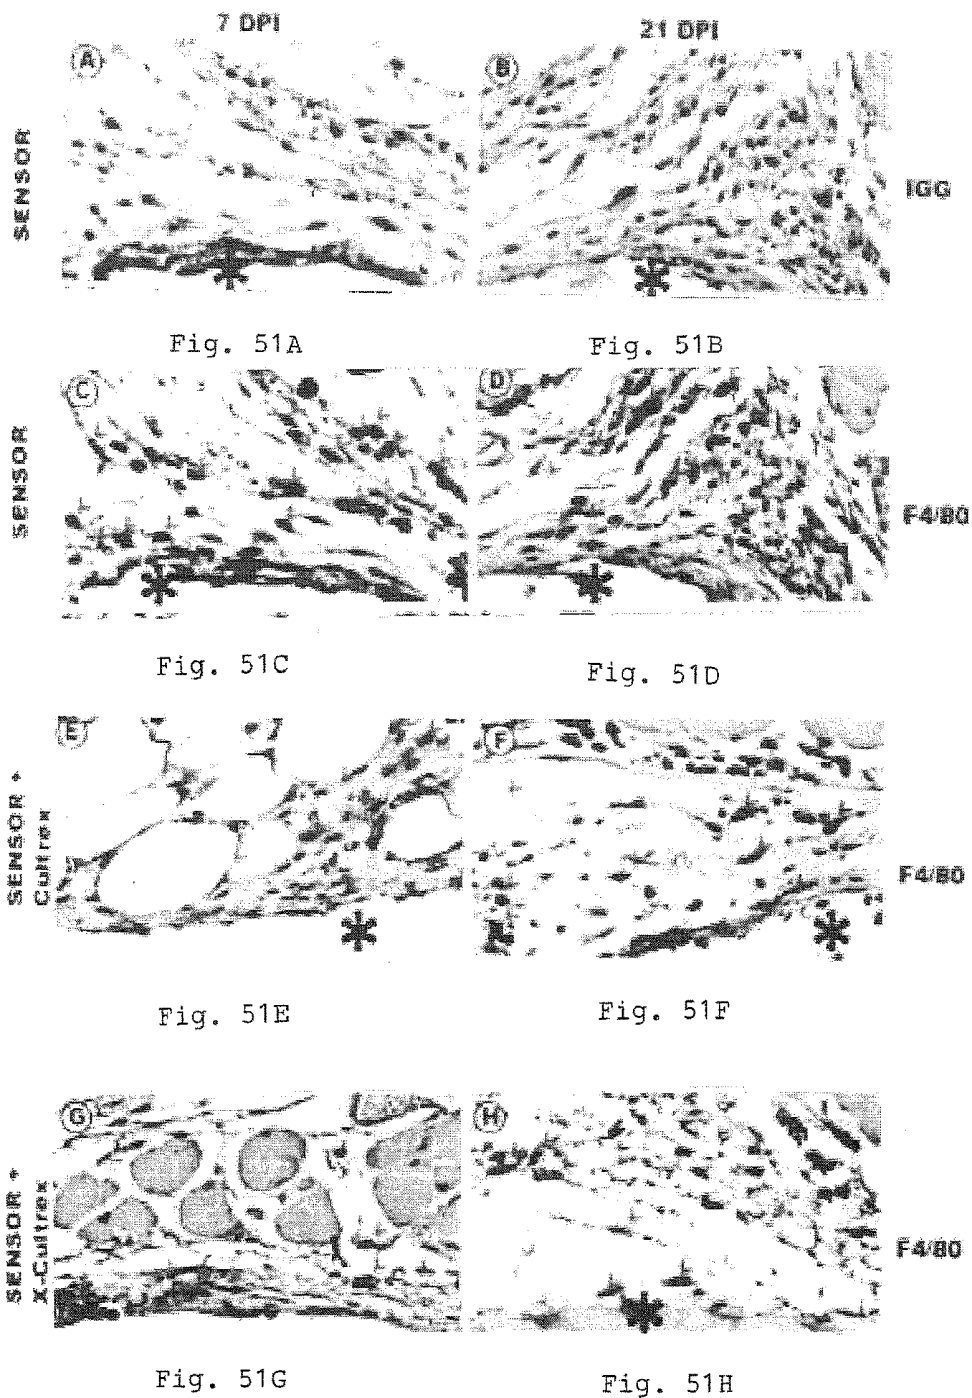 7 DPI
21 DPI
A
B
SENSOR
IGG
Fig. 51A
Fig. 51B
C
D
SENSOR
F4/80
Fig. 51C
Fig. 51D
E
F
SENSOR +
Cultrex
F4/80
Fig. 51E
Fig. 51F
G
H
SENSOR +
X-Cultrex
F4/80
Fig. 51G
Fig. 51H